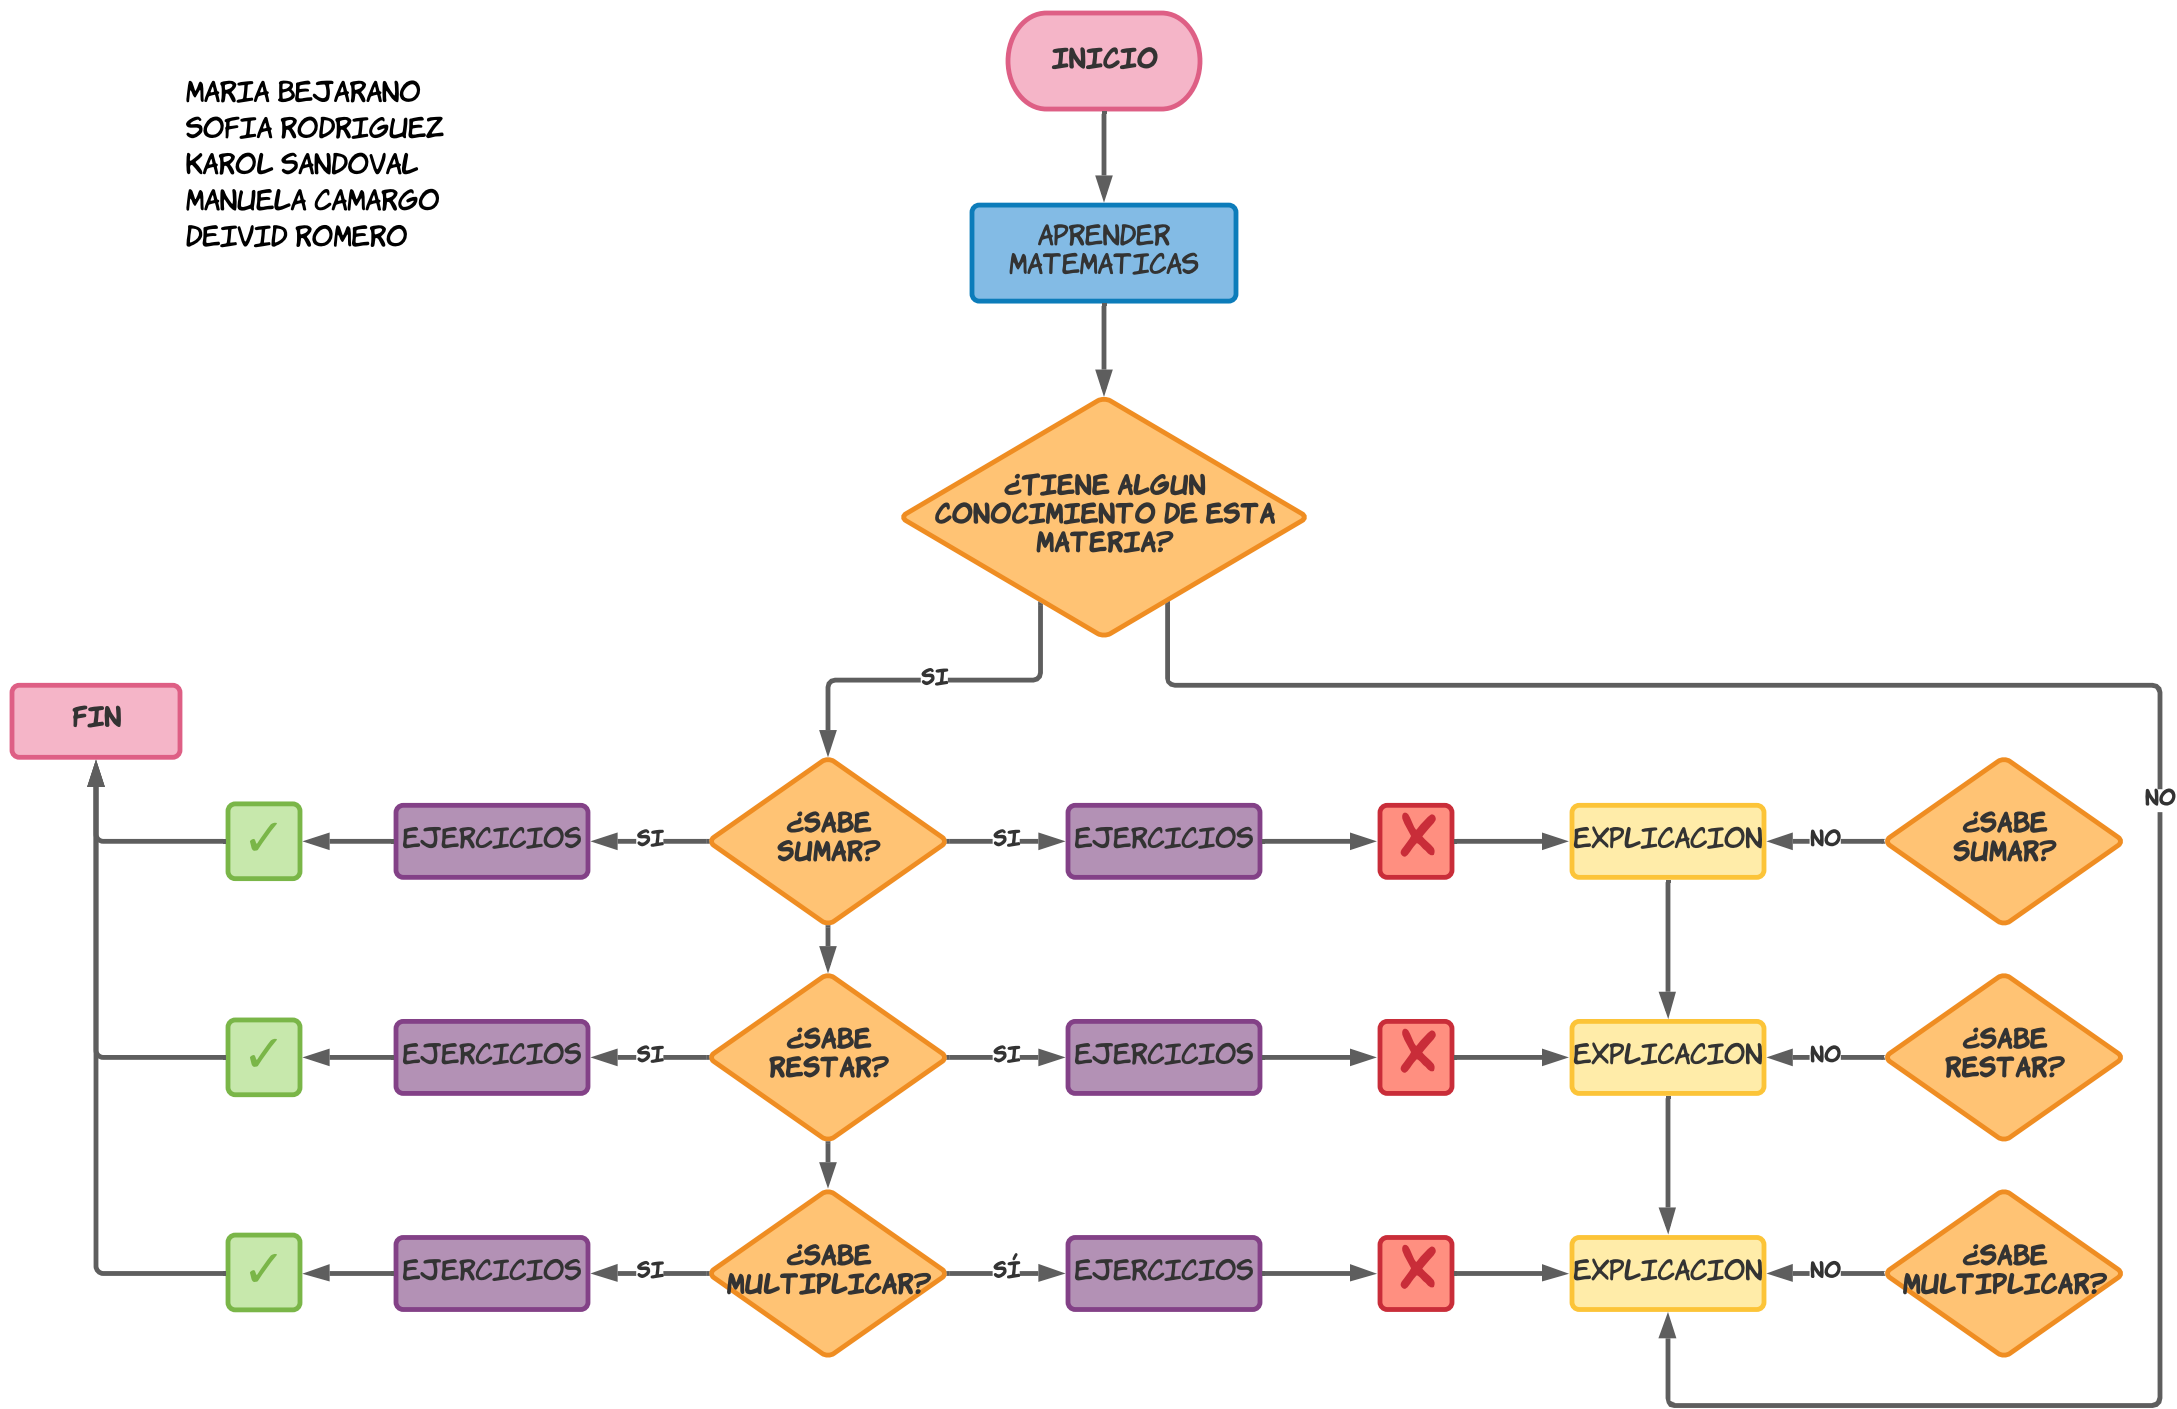 INICIO
MARIA BEJARANO
SOFIA RODRIGUEZ
KAROL SANDOVAL
MANUELA CAMARGO
DEIVID ROMERO
APRENDER
MATEMATICAS
¿TIENE ALGUN
CONOCIMIENTO DE ESTA
MATERIA?
SI
FIN
NO
✓
EJERCICIOS
SI
¿SABE
SUMAR?
SI
EJERCICIOS
✗
EXPLICACION
NO
¿SABE
SUMAR?
✓
EJERCICIOS
SI
¿SABE
RESTAR?
SI
EJERCICIOS
✗
EXPLICACION
NO
¿SABE
RESTAR?
✓
EJERCICIOS
SI
¿SABE
MULTIPLICAR?
SÍ
EJERCICIOS
✗
EXPLICACION
NO
¿SABE
MULTIPLICAR?